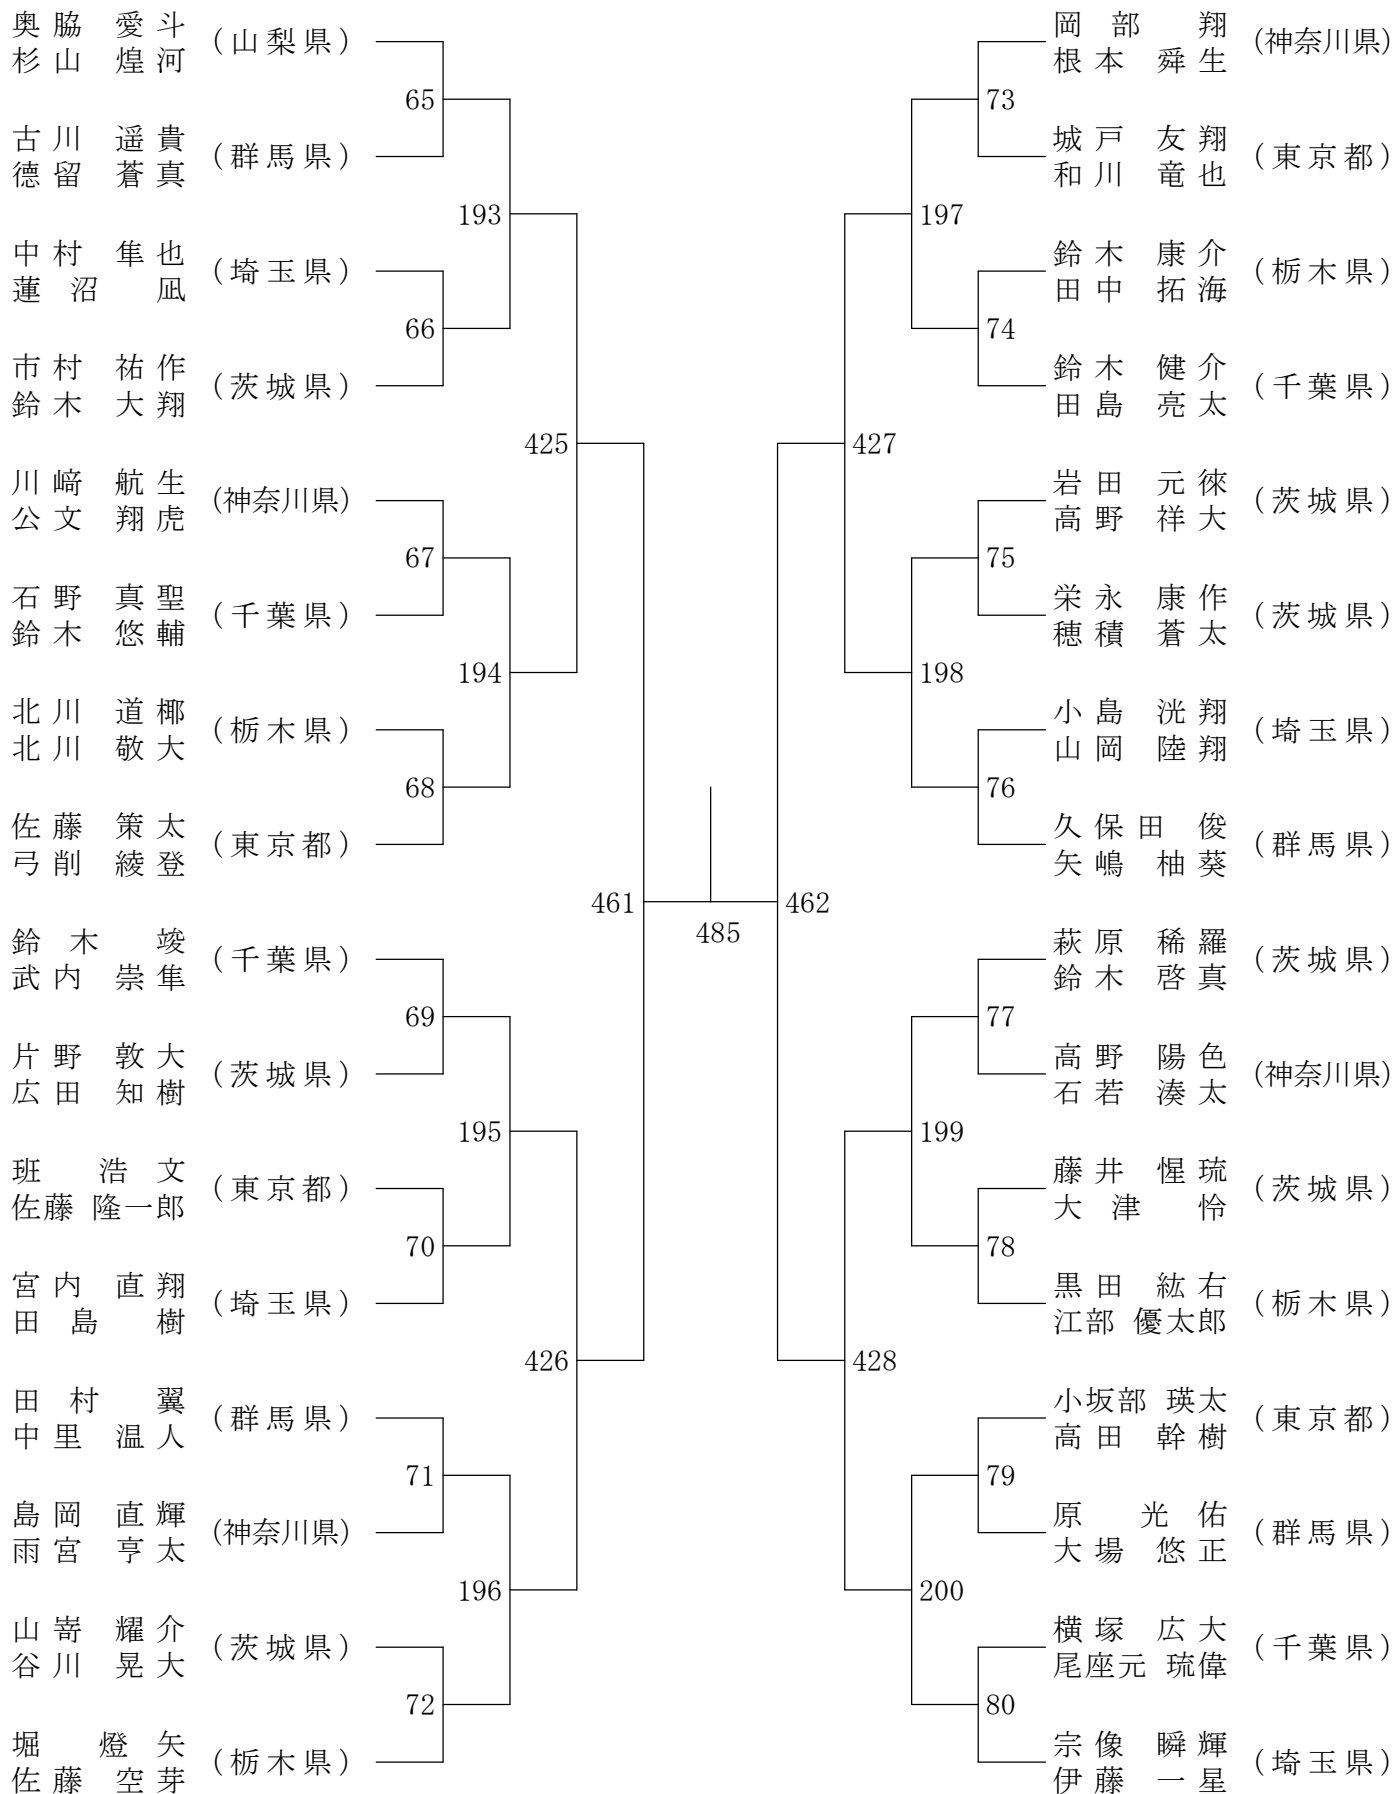 奥脇 愛斗
杉山 煌河
(山梨県)
65
古川 遥貴
德留 蒼真
(群馬県)
193
中村 隼也
蓮沼 凪
(埼玉県)
66
市村 祐作
鈴木 大翔
(茨城県)
425
川﨑 航生
公文 翔虎
(神奈川県)
67
石野 真聖
鈴木 悠輔
(千葉県)
194
北川 道椰
北川 敬大
(栃木県)
68
佐藤 策太
弓削 綾登
(東京都)
461
鈴木 竣
武内 崇隼
(千葉県)
69
片野 敦大
広田 知樹
(茨城県)
195
班 浩文
佐藤 隆一郎
(東京都)
70
宮内 直翔
田島 樹
(埼玉県)
426
田村 翼
中里 温人
(群馬県)
71
島岡 直輝
雨宮 亨太
(神奈川県)
196
山嵜 耀介
谷川 晃大
(茨城県)
72
堀 燈矢
佐藤 空芽
(栃木県)
485
岡部 翔
根本 舜生
(神奈川県)
73
城戸 友翔
和川 竜也
(東京都)
197
鈴木 康介
田中 拓海
(栃木県)
74
鈴木 健介
田島 亮太
(千葉県)
427
岩田 元徠
高野 祥大
(茨城県)
75
栄永 康作
穂積 蒼太
(茨城県)
198
小島 洸翔
山岡 陸翔
(埼玉県)
76
久保田 俊
矢嶋 柚葵
(群馬県)
462
萩原 稀羅
鈴木 啓真
(茨城県)
77
高野 陽色
石若 湊太
(神奈川県)
199
藤井 惺琉
大津 怜
(茨城県)
78
黒田 紘右
江部 優太郎
(栃木県)
428
小坂部 瑛太
高田 幹樹
(東京都)
79
原 光佑
大場 悠正
(群馬県)
200
横塚 広大
尾座元 琉偉
(千葉県)
80
宗像 瞬輝
伊藤 一星
(埼玉県)